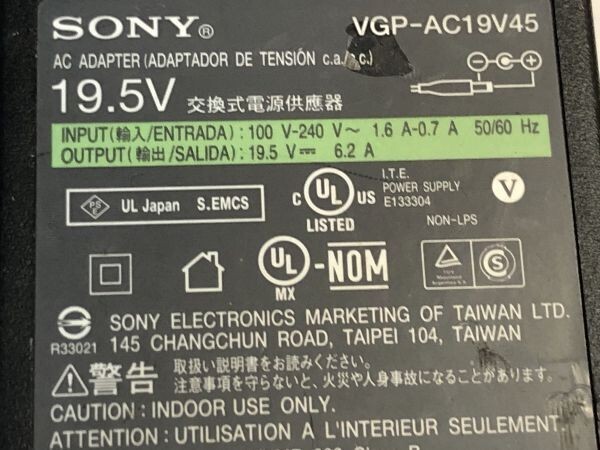 SONY
VGP-AC19V45
AC ADAPTER (ADAPTADOR DE TENSIÓN c.a./c.c.)
19.5V 交換式電源供應器
INPUT(輸入/ENTRADA) : 100 V-240 V～ 1.6 A-0.7 A 50/60 Hz
OUTPUT(輸出/SALIDA) : 19.5 V⎓ 6.2 A
PSE UL Japan S.EMCS
C UL US
LISTED
I.T.E.
POWER SUPPLY
E133304
NON-LPS
V
UL -NOM
MX
S
R33021
SONY ELECTRONICS MARKETING OF TAIWAN LTD.
145 CHANGCHUN ROAD, TAIPEI 104, TAIWAN
警告
取扱い説明書をお読みください。
注意事項を守らないと、火災や人身事故になることがあります。
CAUTION : INDOOR USE ONLY.
ATTENTION : UTILISATION A L'INTERIEUR SEULEMENT.